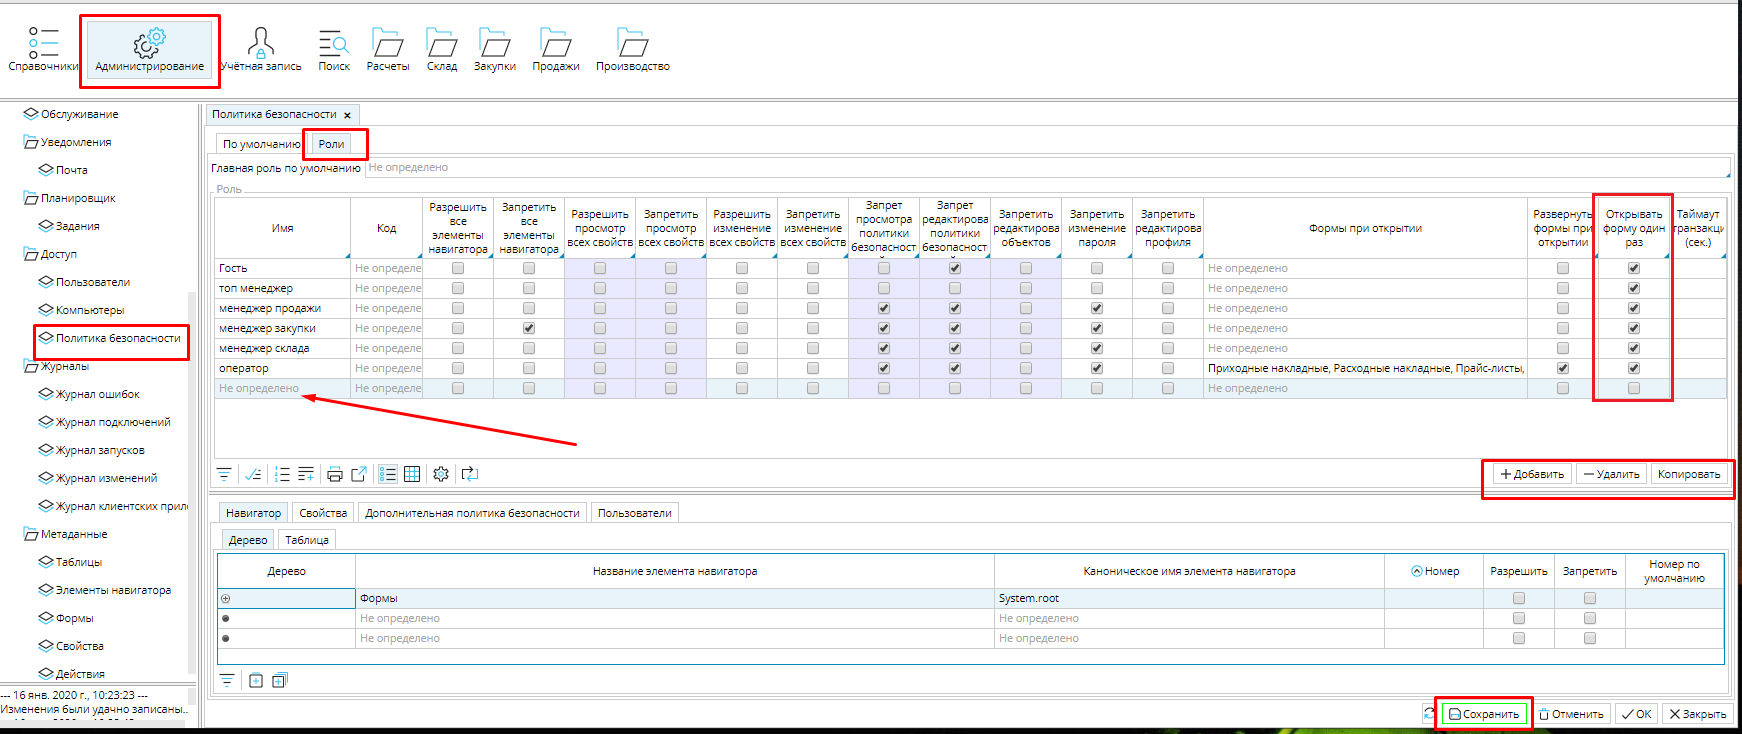 Справочники
Администрирование
Учётная запись
Поиск
Расчеты
Склад
Закупки
Продажи
Производство
Обслуживание
Уведомления
Почта
Планировщик
Задания
Доступ
Пользователи
Компьютеры
Политика безопасности
Журналы
Журнал ошибок
Журнал подключений
Журнал запусков
Журнал изменений
Журнал клиентских прил
Метаданные
Таблицы
Элементы навигатора
Формы
Свойства
Действия
--- 16 янв. 2020 г., 10:23:23 ---
Изменения были удачно записаны..
Политика безопасности
По умолчанию
Роли
Главная роль по умолчанию
Не определено
Роль
Имя
Код
Разрешить все элементы навигатора
Запретить все элементы навигатора
Разрешить просмотр всех свойств
Запретить просмотр всех свойств
Разрешить изменение всех свойств
Запретить изменение всех свойств
Запрет просмотра политики безопасност
Запрет редактирова политики безопасност
Запретить редактирова объектов
Запретить изменение пароля
Запретить редактирова профиля
Формы при открытии
Развернуть формы при открытии
Открывать форму один раз
Таймаут транзакци (сек.)
Гость Не определе Не определено
топ менеджер Не определе Не определено
менеджер продажи Не определе Не определено
менеджер закупки Не определе Не определено
менеджер склада Не определе Не определено
оператор Не определе Приходные накладные, Расходные накладные, Прайс-листы,
Не определено Не определе Не определено
Добавить
Удалить
Копировать
Навигатор
Свойства
Дополнительная политика безопасности
Пользователи
Дерево
Таблица
Дерево
Название элемента навигатора
Каноническое имя элемента навигатора
Номер
Разрешить
Запретить
Номер по умолчанию
Формы System.root
Не определено Не определено
Не определено Не определено
Сохранить
Отменить
OK
Закрыть